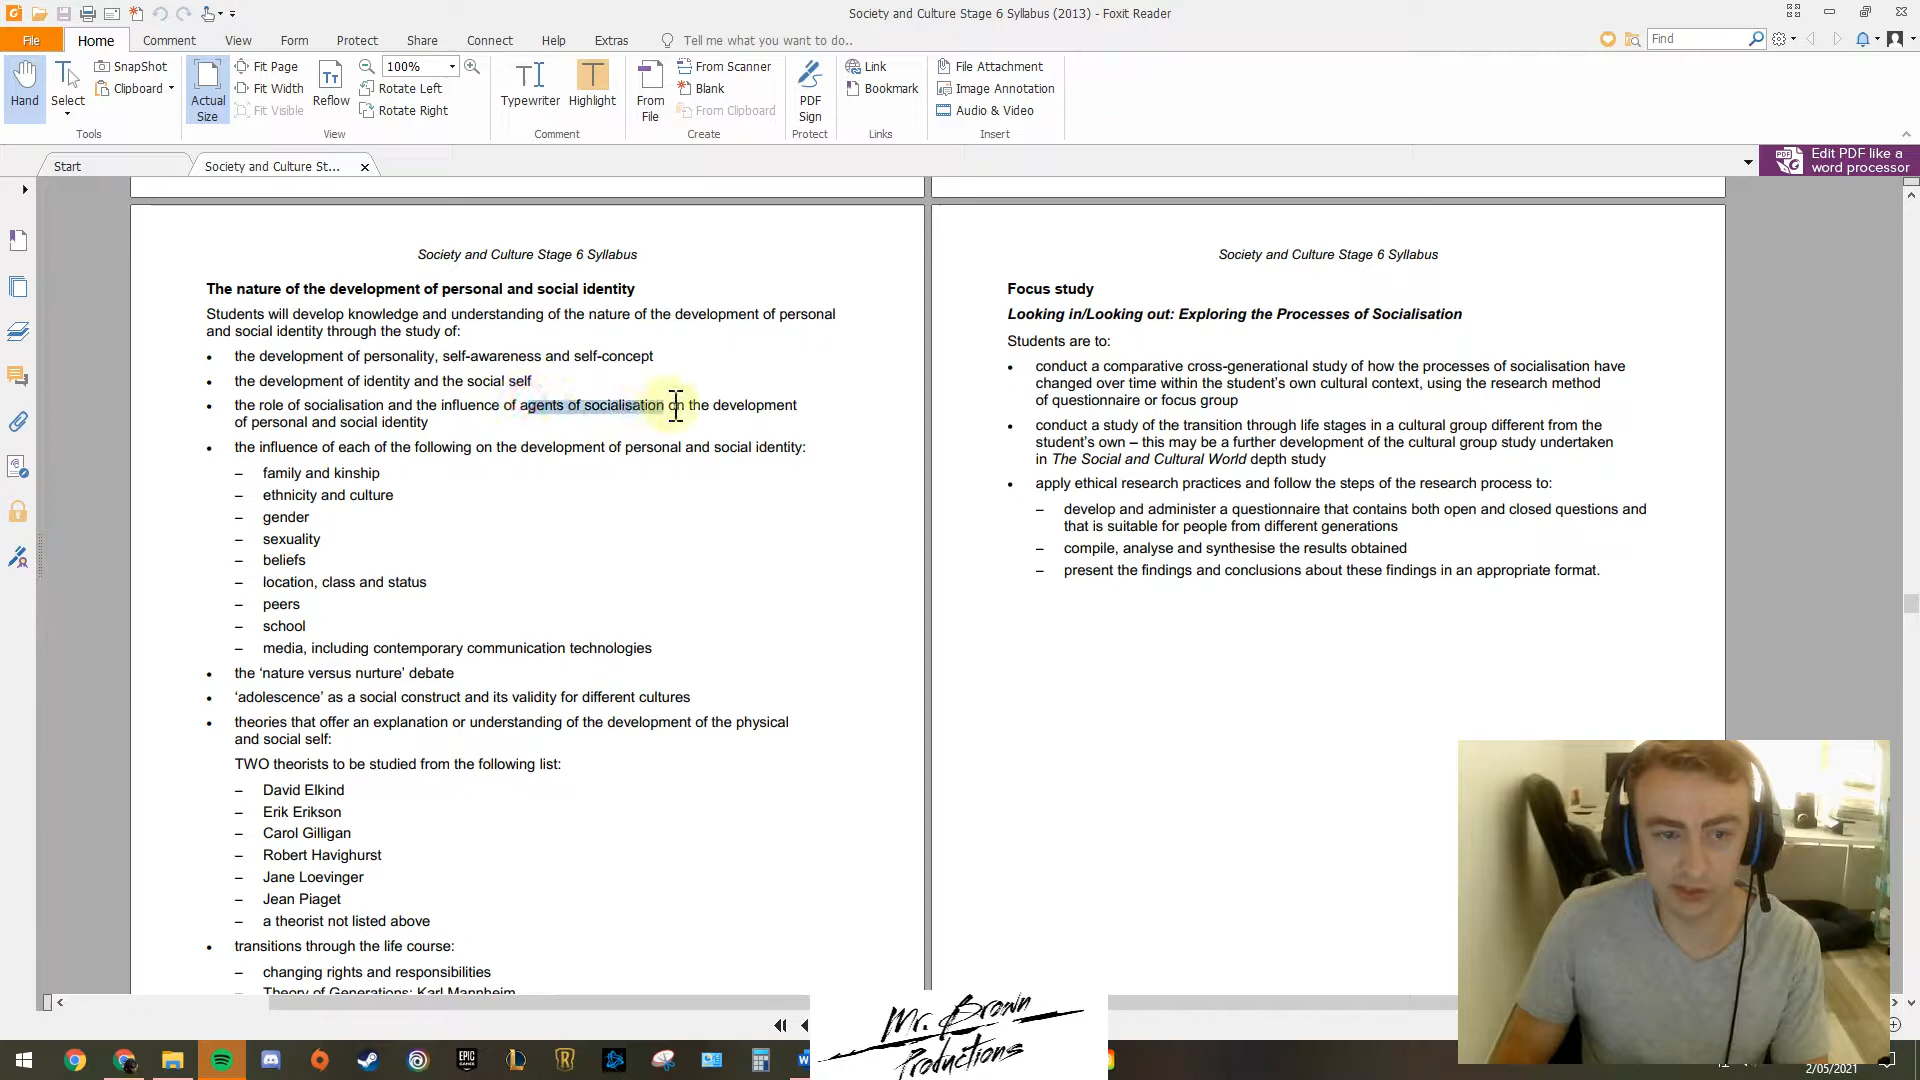 Society and Culture Stage 6 Syllabus (2013) - Foxit Reader
File
Home
Comment
View
Form
Protect
Share
Connect
Help
Extras
Tell me what you want to do..
Find
Hand
Select
SnapShot
Clipboard
Tools
Actual
Size
Fit Page
Fit Width
Fit Visible
Reflow
100%
Rotate Left
Rotate Right
View
Typewriter
Highlight
Comment
From
File
From Scanner
Blank
From Clipboard
Create
PDF
Sign
Protect
Link
Bookmark
Links
File Attachment
Image Annotation
Audio & Video
Insert
Start
Society and Culture St...
Edit PDF like a
word processor
Society and Culture Stage 6 Syllabus
The nature of the development of personal and social identity
Students will develop knowledge and understanding of the nature of the development of personal
and social identity through the study of:
• the development of personality, self-awareness and self-concept
• the development of identity and the social self
• the role of socialisation and the influence of agents of socialisation on the development
of personal and social identity
• the influence of each of the following on the development of personal and social identity:
– family and kinship
– ethnicity and culture
– gender
– sexuality
– beliefs
– location, class and status
– peers
– school
– media, including contemporary communication technologies
• the ‘nature versus nurture’ debate
• ‘adolescence’ as a social construct and its validity for different cultures
• theories that offer an explanation or understanding of the development of the physical
and social self:
TWO theorists to be studied from the following list:
– David Elkind
– Erik Erikson
– Carol Gilligan
– Robert Havighurst
– Jane Loevinger
– Jean Piaget
– a theorist not listed above
• transitions through the life course:
– changing rights and responsibilities
– Theory of Generations: Karl Mannheim
Society and Culture Stage 6 Syllabus
Focus study
Looking in/Looking out: Exploring the Processes of Socialisation
Students are to:
• conduct a comparative cross-generational study of how the processes of socialisation have
changed over time within the student’s own cultural context, using the research method
of questionnaire or focus group
• conduct a study of the transition through life stages in a cultural group different from the
student’s own – this may be a further development of the cultural group study undertaken
in The Social and Cultural World depth study
• apply ethical research practices and follow the steps of the research process to:
– develop and administer a questionnaire that contains both open and closed questions and
that is suitable for people from different generations
– compile, analyse and synthesise the results obtained
– present the findings and conclusions about these findings in an appropriate format.
Mr. Brown
Productions
EPIC
GAMES
2/05/2021